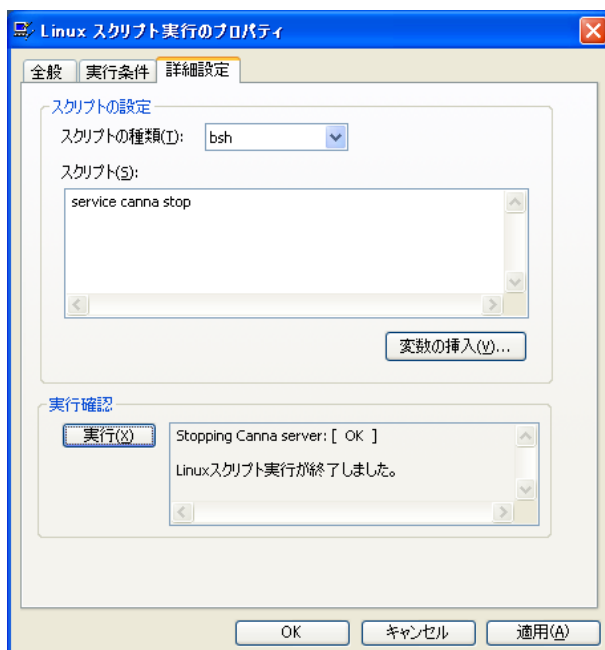 Linux スクリプト実行のプロパティ
全般 実行条件 詳細設定
スクリプトの設定
スクリプトの種類(T): bsh
スクリプト(S):
service canna stop
変数の挿入(V)...
実行確認
実行(X) Stopping Canna server: [ OK ]
Linuxスクリプト実行が終了しました。
OK キャンセル 適用(A)